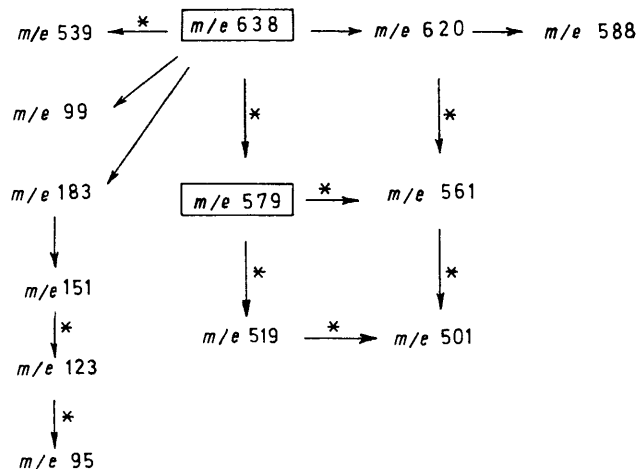 m/e 539 * m/e 638 m/e 620 m/e 588
m/e 99
* *
m/e 183 m/e 579 * m/e 561
* *
m/e 151
* m/e 519 * m/e 501
m/e 123
*
m/e 95